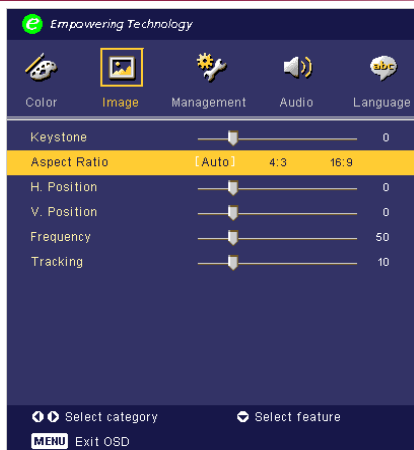 e Empowering Technology
Color Image Management Audio Language
Keystone 0
Aspect Ratio [Auto] 4:3 16:9
H. Position 0
V. Position 0
Frequency 50
Tracking 10
Select category Select feature
MENU Exit OSD
abc